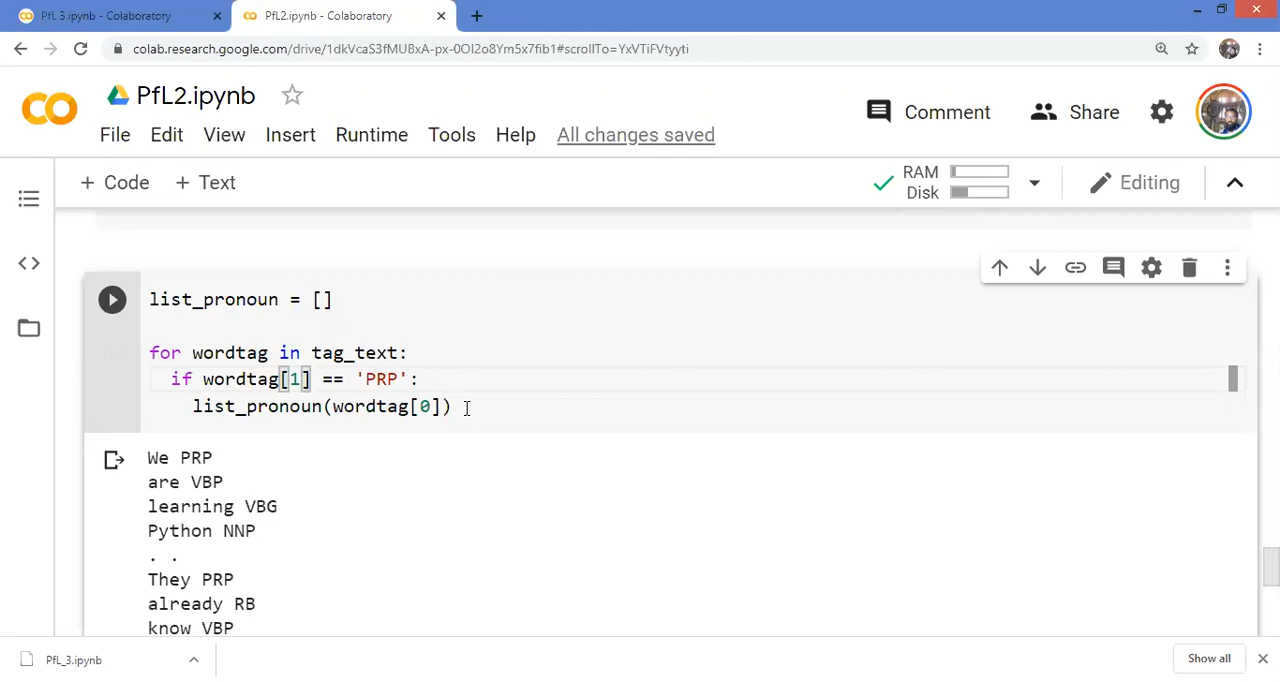 PfL 3.ipynb - Colaboratory
PfL2.ipynb - Colaboratory
colab.research.google.com/drive/1dkVcaS3fMUBxA-px-0Ol2o8Ym5x7fib1#scrollTo=YxVTiFVtyyti
PfL2.ipynb
Comment
Share
File Edit View Insert Runtime Tools Help All changes saved
+ Code + Text
RAM
Disk
Editing
list_pronoun = []
for wordtag in tag_text:
if wordtag[1] == 'PRP':
list_pronoun(wordtag[0])
We PRP
are VBP
learning VBG
Python NNP
. .
They PRP
already RB
know VBP
PfL_3.ipynb
Show all